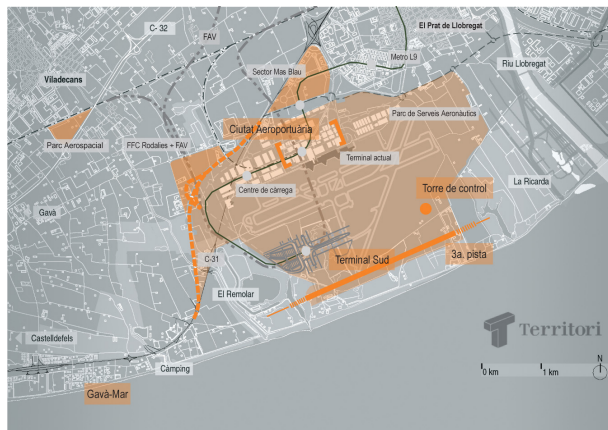 C- 32
FAV
El Prat de Llobregat
Metro L9
Riu Llobregat
Viladecans
Sector Mas Blau
Parc de Serveis Aeronàutics
Ciutat Aeroportuària
Parc Aerospacial
FFC Rodalies + FAV
Terminal actual
La Ricarda
Centre de càrrega
Torre de control
Gavà
C-31
Terminal Sud
3a. pista
El Remolar
Territori
Castelldefels
Càmping
N
0 km
1 km
Gavà-Mar